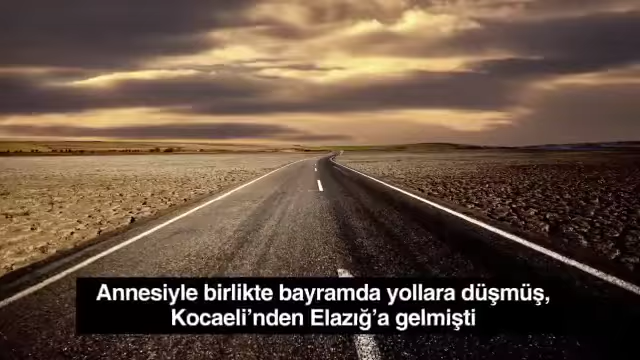 Annesiyle birlikte bayramda yollara düşmüş,
Kocaeli’nden Elazığ’a gelmişti